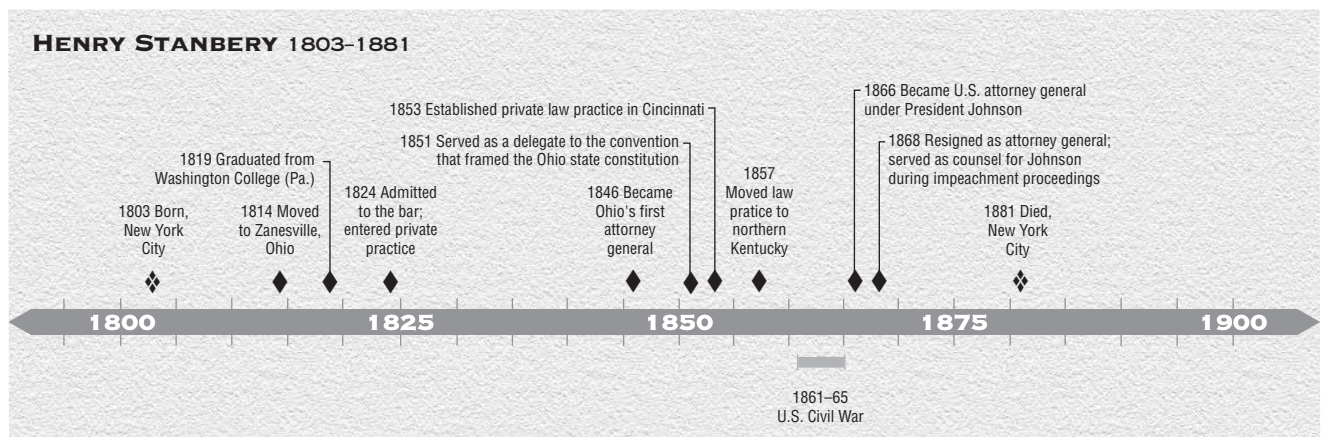 HENRY STANBERY 1803–1881
1803 Born,
New York
City
1814 Moved
to Zanesville,
Ohio
1819 Graduated from
Washington College (Pa.)
1824 Admitted
to the bar;
entered private
practice
1846 Became
Ohio's first
attorney
general
1851 Served as a delegate to the convention
that framed the Ohio state constitution
1853 Established private law practice in Cincinnati
1857
Moved law
pratice to
northern
Kentucky
1866 Became U.S. attorney general
under President Johnson
1868 Resigned as attorney general;
served as counsel for Johnson
during impeachment proceedings
1881 Died,
New York
City
1800 1825 1850 1875 1900
1861–65
U.S. Civil War